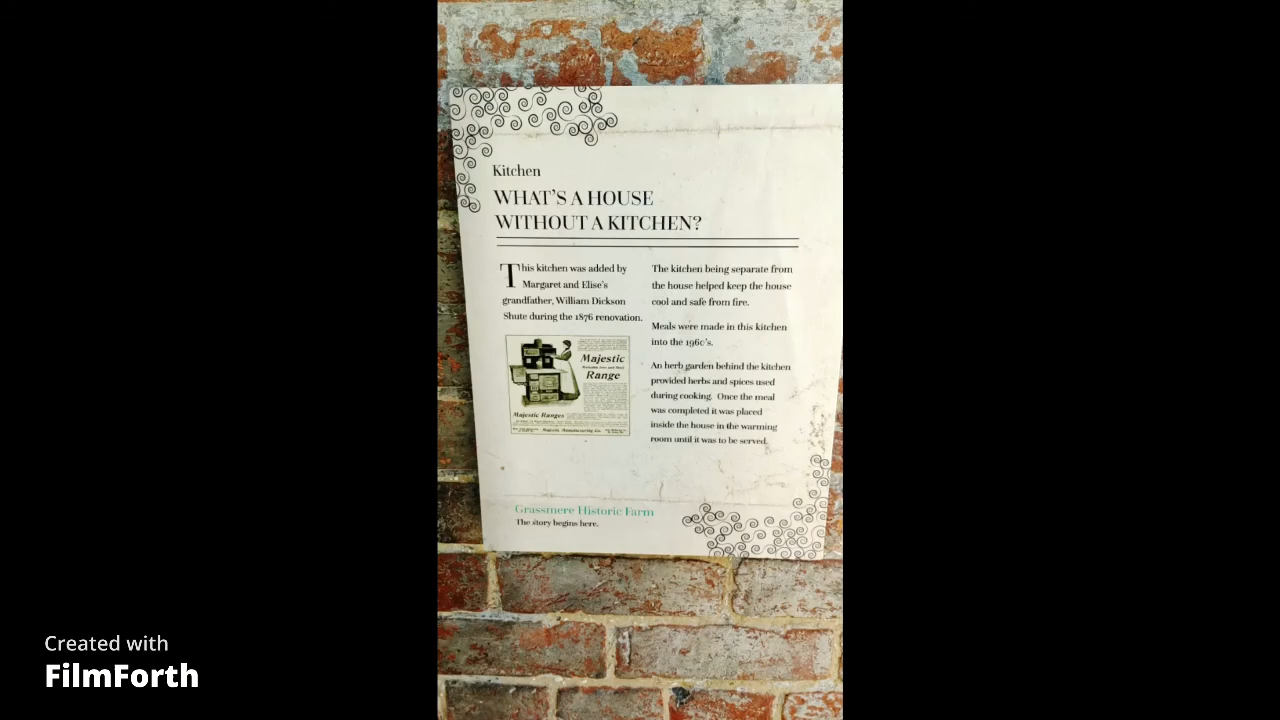 Kitchen
WHAT'S A HOUSE
WITHOUT A KITCHEN?
This kitchen was added by
Margaret and Elise's
grandfather, William Dickson
Shute during the 1876 renovation.
Majestic
Range
Majestic Ranges
Majestic Manufacturing Co.
The kitchen being separate from
the house helped keep the house
cool and safe from fire.
Meals were made in this kitchen
into the 1960's.
An herb garden behind the kitchen
provided herbs and spices used
during cooking. Once the meal
was completed it was placed
inside the house in the warming
room until it was to be served.
Grassmere Historic Farm
The story begins here.
Created with
FilmForth